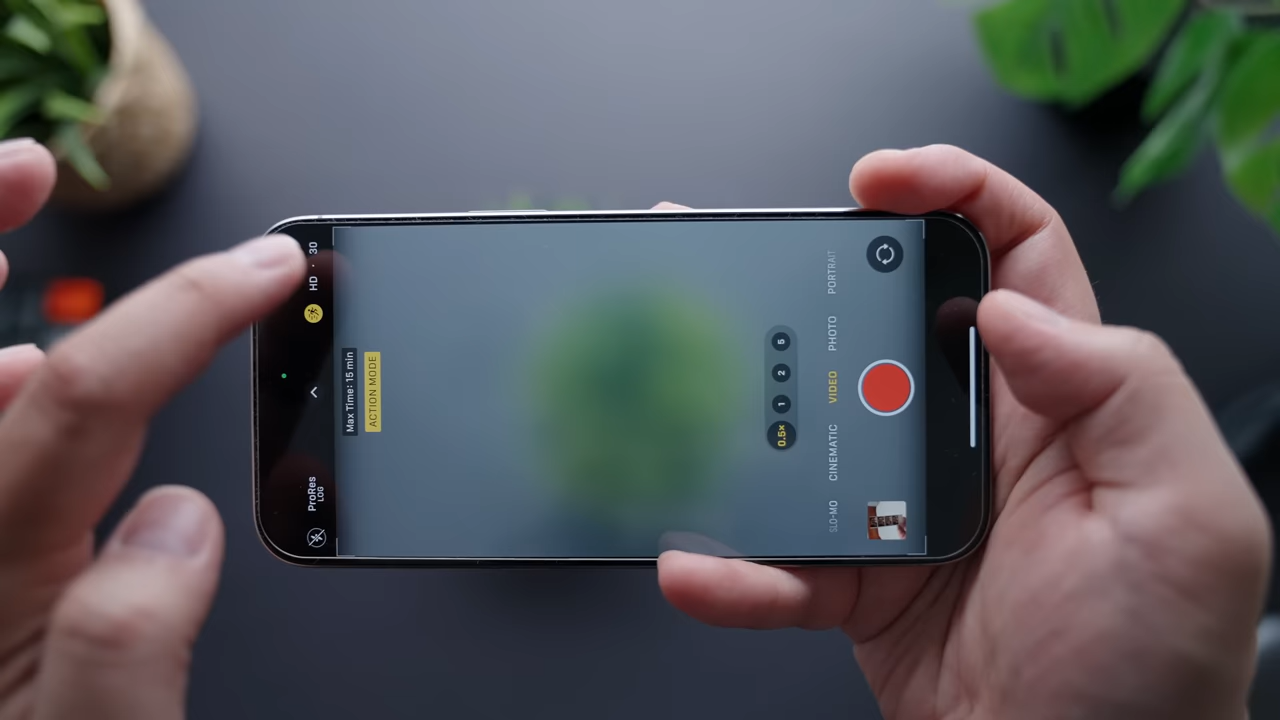 HD · 30
Max Time: 15 min
ACTION MODE
ProRes
LOG
0.5×
1
2
5
SLO-MO
CINEMATIC
VIDEO
PHOTO
PORTRAIT